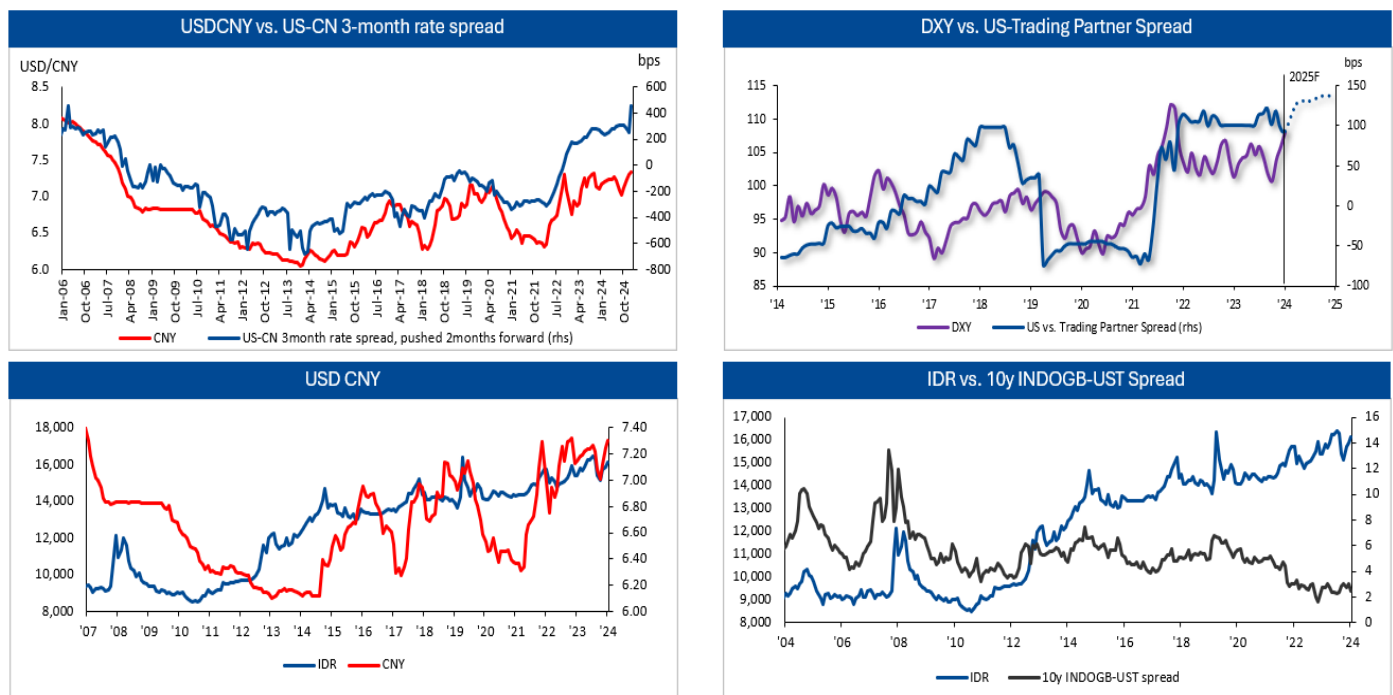 USDCNY vs. US-CN 3-month rate spread
USD/CNY
bps
8.5
8.0
7.5
7.0
6.5
6.0
600
400
200
0
-200
-400
-600
-800
Jan-06
Oct-06
Jul-07
Apr-08
Jan-09
Oct-09
Jul-10
Apr-11
Jan-12
Oct-12
Jul-13
Apr-14
Jan-15
Oct-15
Jul-16
Apr-17
Jan-18
Oct-18
Jul-19
Apr-20
Jan-21
Oct-21
Jul-22
Apr-23
Jan-24
Oct-24
CNY
US-CN 3month rate spread, pushed 2months forward (rhs)
DXY vs. US-Trading Partner Spread
bps
2025F
115
110
105
100
95
90
85
150
100
50
0
-50
-100
'14 '15 '16 '17 '18 '19 '20 '21 '22 '23 '24 '25
DXY
US vs. Trading Partner Spread (rhs)
USD CNY
18,000
16,000
14,000
12,000
10,000
8,000
7.40
7.20
7.00
6.80
6.60
6.40
6.20
6.00
'07 '08 '09 '10 '11 '12 '13 '14 '15 '16 '17 '18 '19 '20 '21 '22 '23 '24
IDR
CNY
IDR vs. 10y INDOGB-UST Spread
17,000
16,000
15,000
14,000
13,000
12,000
11,000
10,000
9,000
8,000
16
14
12
10
8
6
4
2
0
'04 '06 '08 '10 '12 '14 '16 '18 '20 '22 '24
IDR
10y INDOGB-UST spread